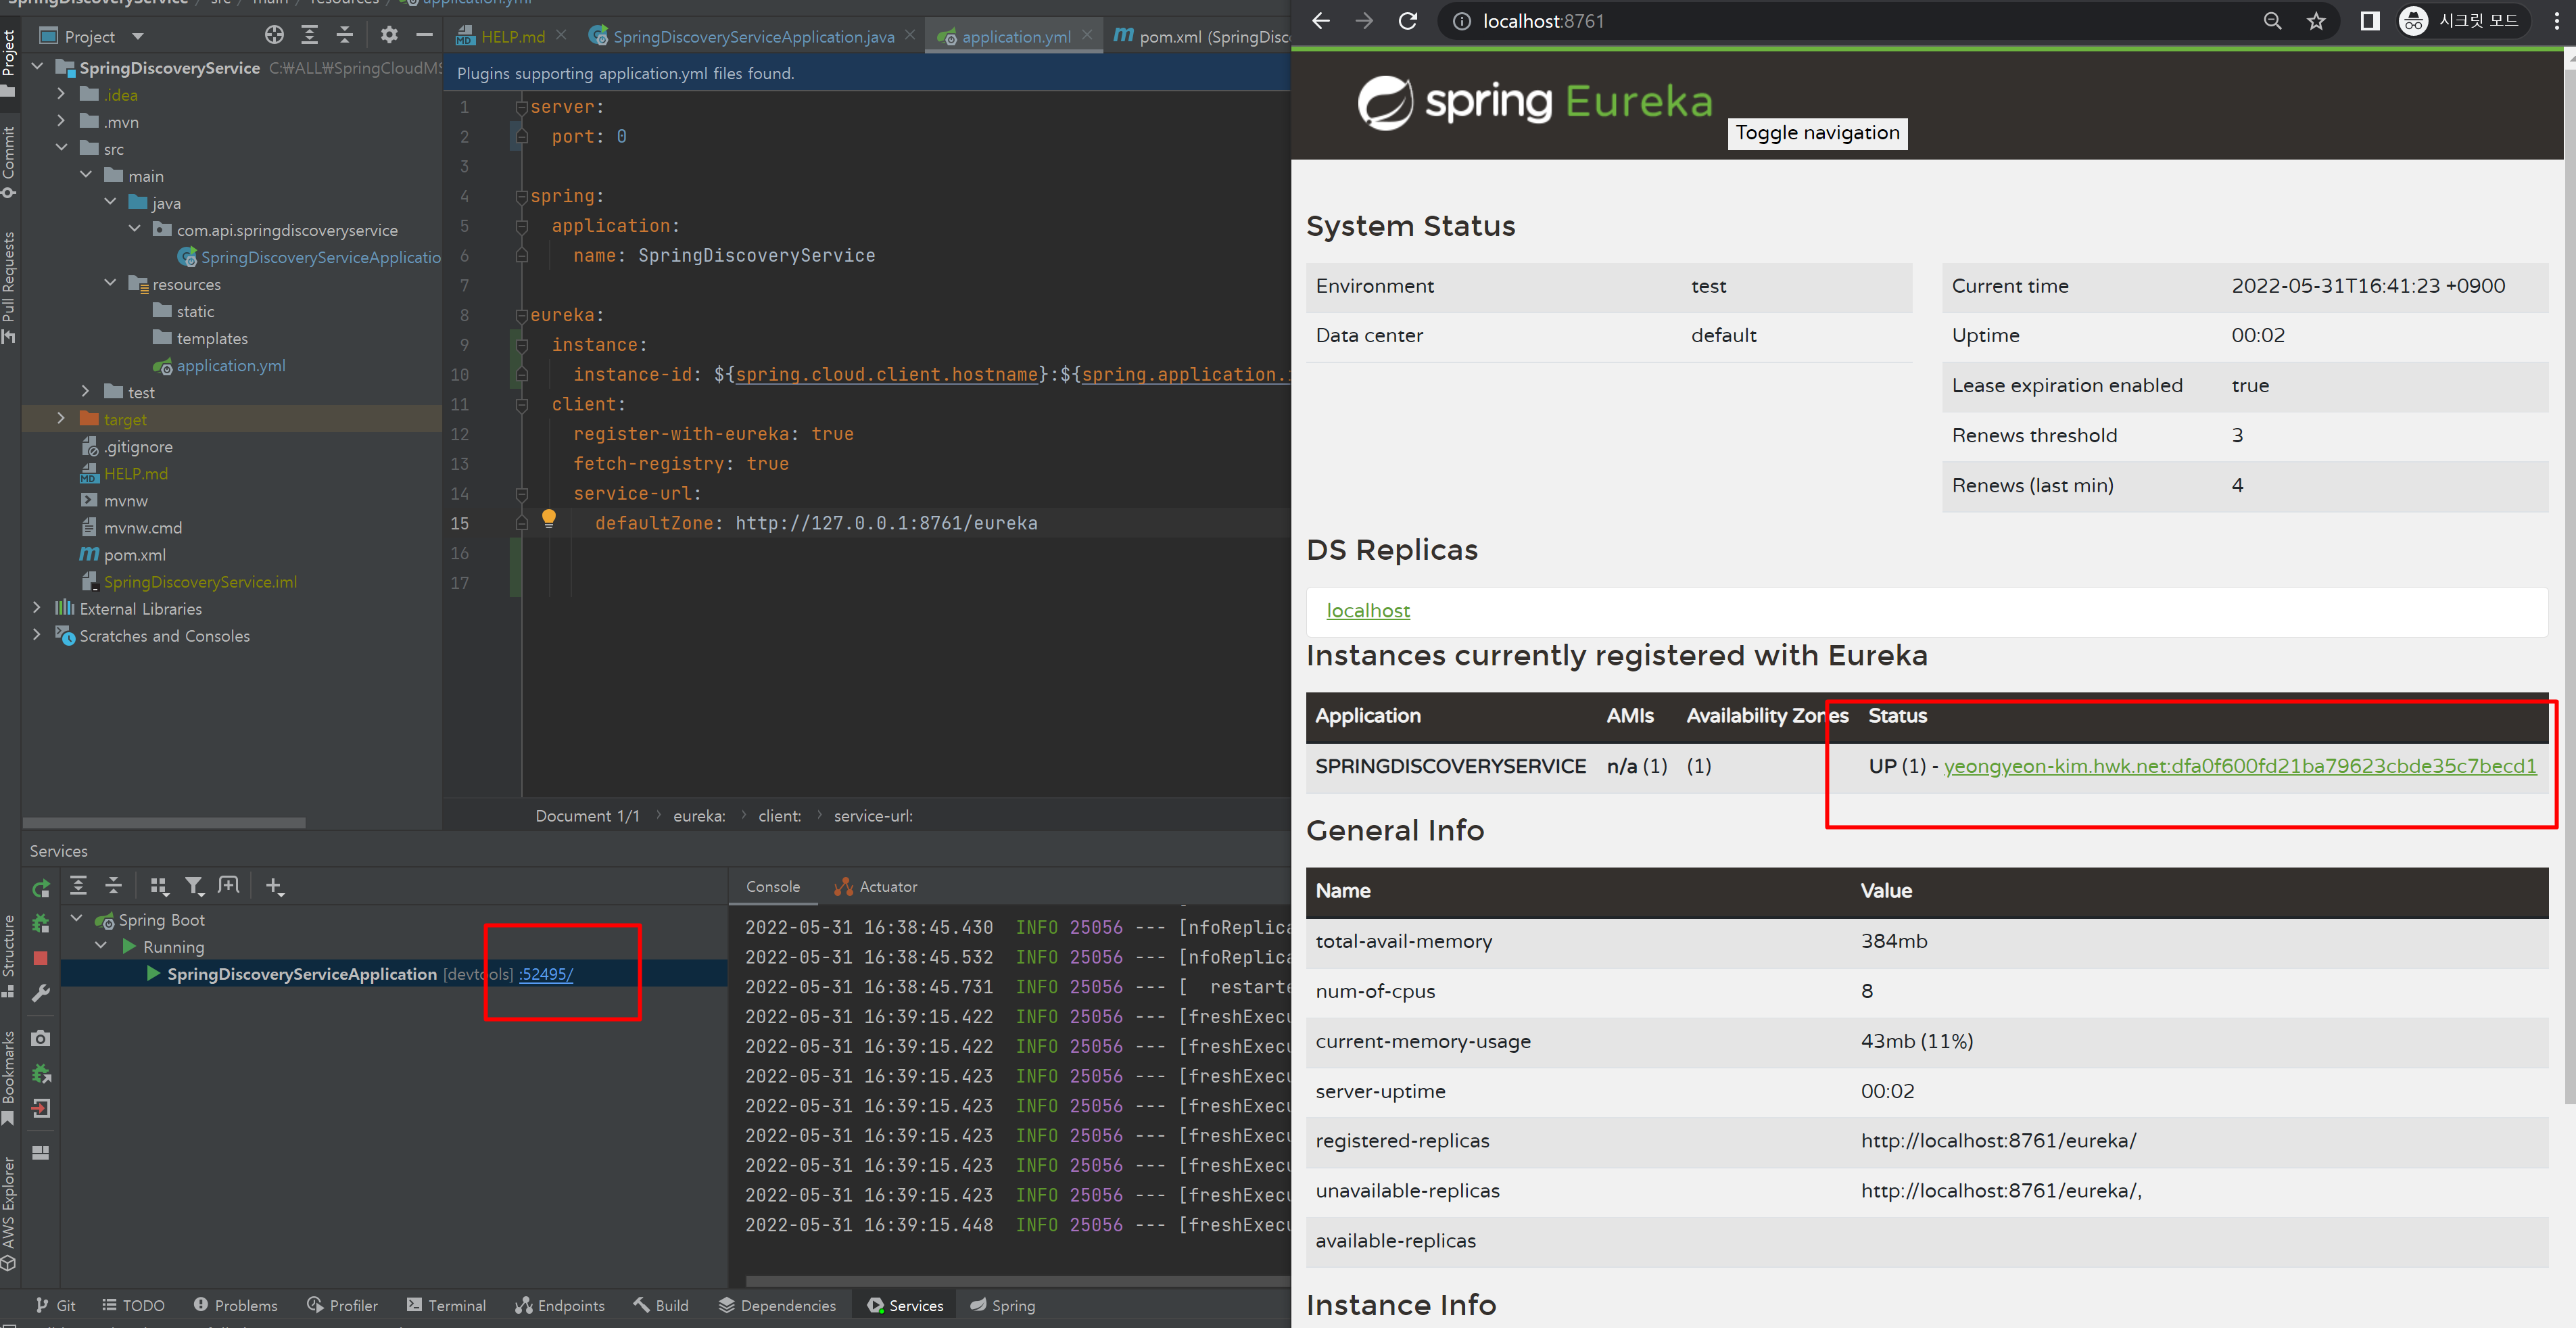 SpringDiscoveryService / src / main / resources / application.yml
Project
SpringDiscoveryService C:\ALL\SpringCloudMS
.idea
.mvn
src
main
java
com.api.springdiscoveryservice
SpringDiscoveryServiceApplicatio
resources
static
templates
application.yml
test
target
.gitignore
HELP.md
mvnw
mvnw.cmd
pom.xml
SpringDiscoveryService.iml
External Libraries
Scratches and Consoles
Project
Commit
Pull Requests
Structure
Bookmarks
AWS Explorer
HELP.md
SpringDiscoveryServiceApplication.java
application.yml
pom.xml (SpringDisc
Plugins supporting application.yml files found.
1 server:
2 port: 0
3
4 spring:
5 application:
6 name: SpringDiscoveryService
7
8 eureka:
9 instance:
10 instance-id: ${spring.cloud.client.hostname}:${spring.application.
11 client:
12 register-with-eureka: true
13 fetch-registry: true
14 service-url:
15 defaultZone: http://127.0.0.1:8761/eureka
16
17
Document 1/1 › eureka: › client: › service-url:
Services
Spring Boot
Running
SpringDiscoveryServiceApplication [devtools] :52495/
Console
Actuator
2022-05-31 16:38:45.430 INFO 25056 --- [nfoReplica
2022-05-31 16:38:45.532 INFO 25056 --- [nfoReplica
2022-05-31 16:38:45.731 INFO 25056 --- [ restarte
2022-05-31 16:39:15.422 INFO 25056 --- [freshExecu
2022-05-31 16:39:15.422 INFO 25056 --- [freshExecu
2022-05-31 16:39:15.423 INFO 25056 --- [freshExecu
2022-05-31 16:39:15.423 INFO 25056 --- [freshExecu
2022-05-31 16:39:15.423 INFO 25056 --- [freshExecu
2022-05-31 16:39:15.423 INFO 25056 --- [freshExecu
2022-05-31 16:39:15.423 INFO 25056 --- [freshExecu
2022-05-31 16:39:15.448 INFO 25056 --- [freshExecu
Git
TODO
Problems
Profiler
Terminal
Endpoints
Build
Dependencies
Services
Spring
localhost:8761
시크릿 모드
spring Eureka
Toggle navigation
System Status
Environment test
Data center default
Current time 2022-05-31T16:41:23 +0900
Uptime 00:02
Lease expiration enabled true
Renews threshold 3
Renews (last min) 4
DS Replicas
localhost
Instances currently registered with Eureka
Application AMIs Availability Zones Status
SPRINGDISCOVERYSERVICE n/a (1) (1) UP (1) - yeongyeon-kim.hwk.net:dfa0f600fd21ba79623cbde35c7becd1
General Info
Name Value
total-avail-memory 384mb
num-of-cpus 8
current-memory-usage 43mb (11%)
server-uptime 00:02
registered-replicas http://localhost:8761/eureka/
unavailable-replicas http://localhost:8761/eureka/,
available-replicas
Instance Info